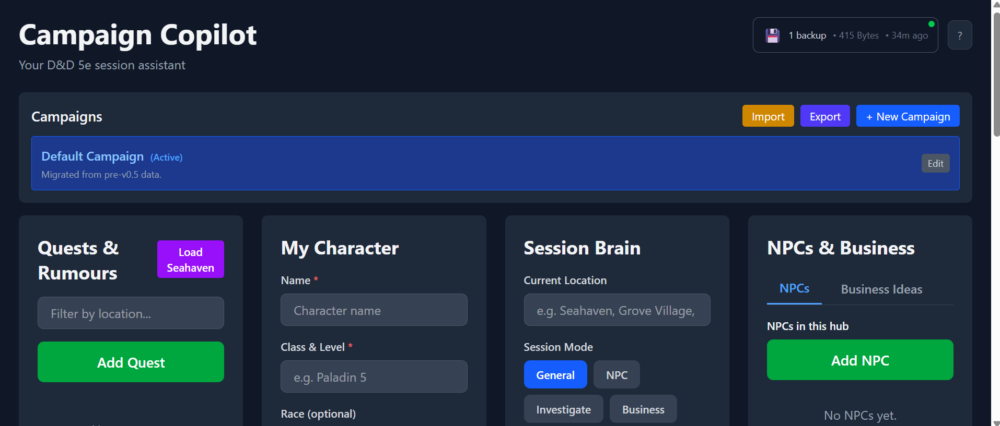 Campaign Copilot
Your D&D 5e session assistant
1 backup • 415 Bytes • 34m ago
?
Campaigns
Import
Export
+ New Campaign
Default Campaign (Active)
Migrated from pre-v0.5 data.
Edit
Quests &
Rumours
Load
Seahaven
Filter by location...
Add Quest
My Character
Name *
Character name
Class & Level *
e.g. Paladin 5
Race (optional)
Session Brain
Current Location
e.g. Seahaven, Grove Village,
Session Mode
General
NPC
Investigate
Business
NPCs & Business
NPCs
Business Ideas
NPCs in this hub
Add NPC
No NPCs yet.